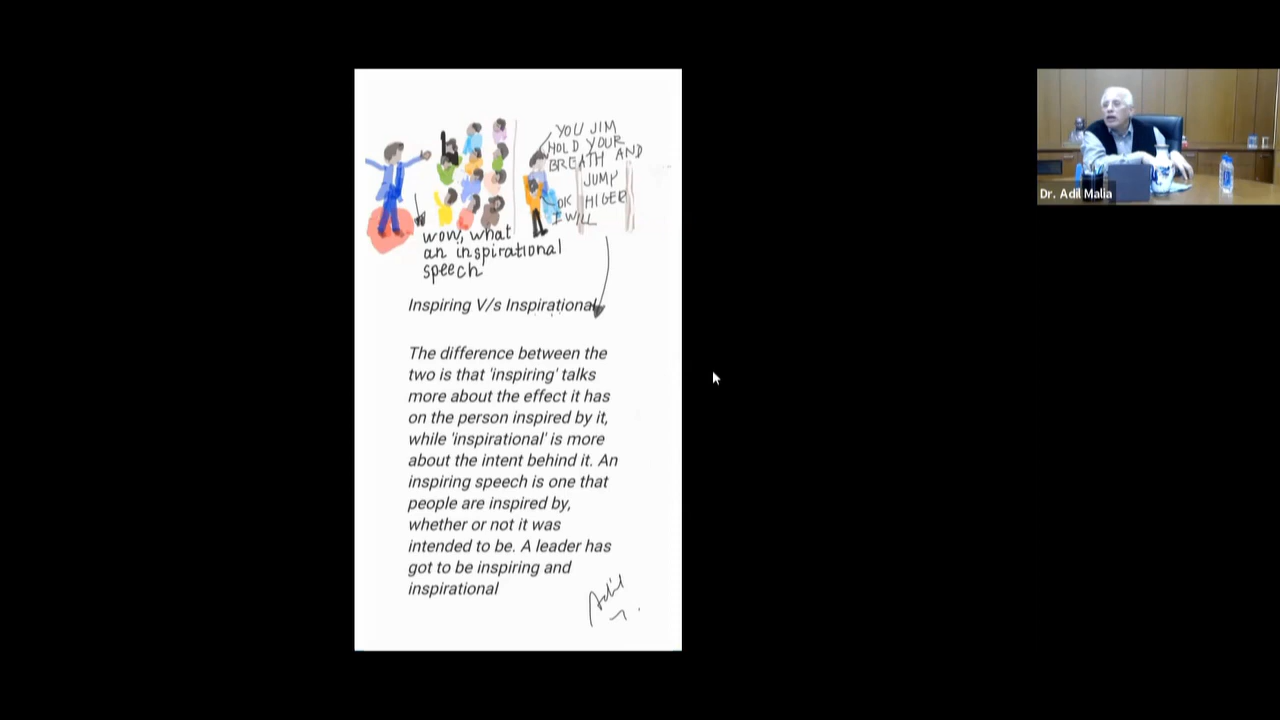 YOU JIM
HOLD YOUR
BREATH AND
JUMP
HIGER
OK
I WILL
wow, what
an inspirational
speech
Inspiring V/s Inspirational
The difference between the
two is that 'inspiring' talks
more about the effect it has
on the person inspired by it,
while 'inspirational' is more
about the intent behind it. An
inspiring speech is one that
people are inspired by,
whether or not it was
intended to be. A leader has
got to be inspiring and
inspirational
Adil
Dr. Adil Malia